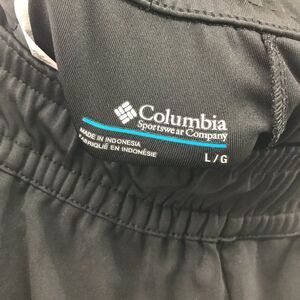 Columbia
Sportswear Company
MADE IN INDONESIA
FABRIQUÉ EN INDONÉSIE
L/G